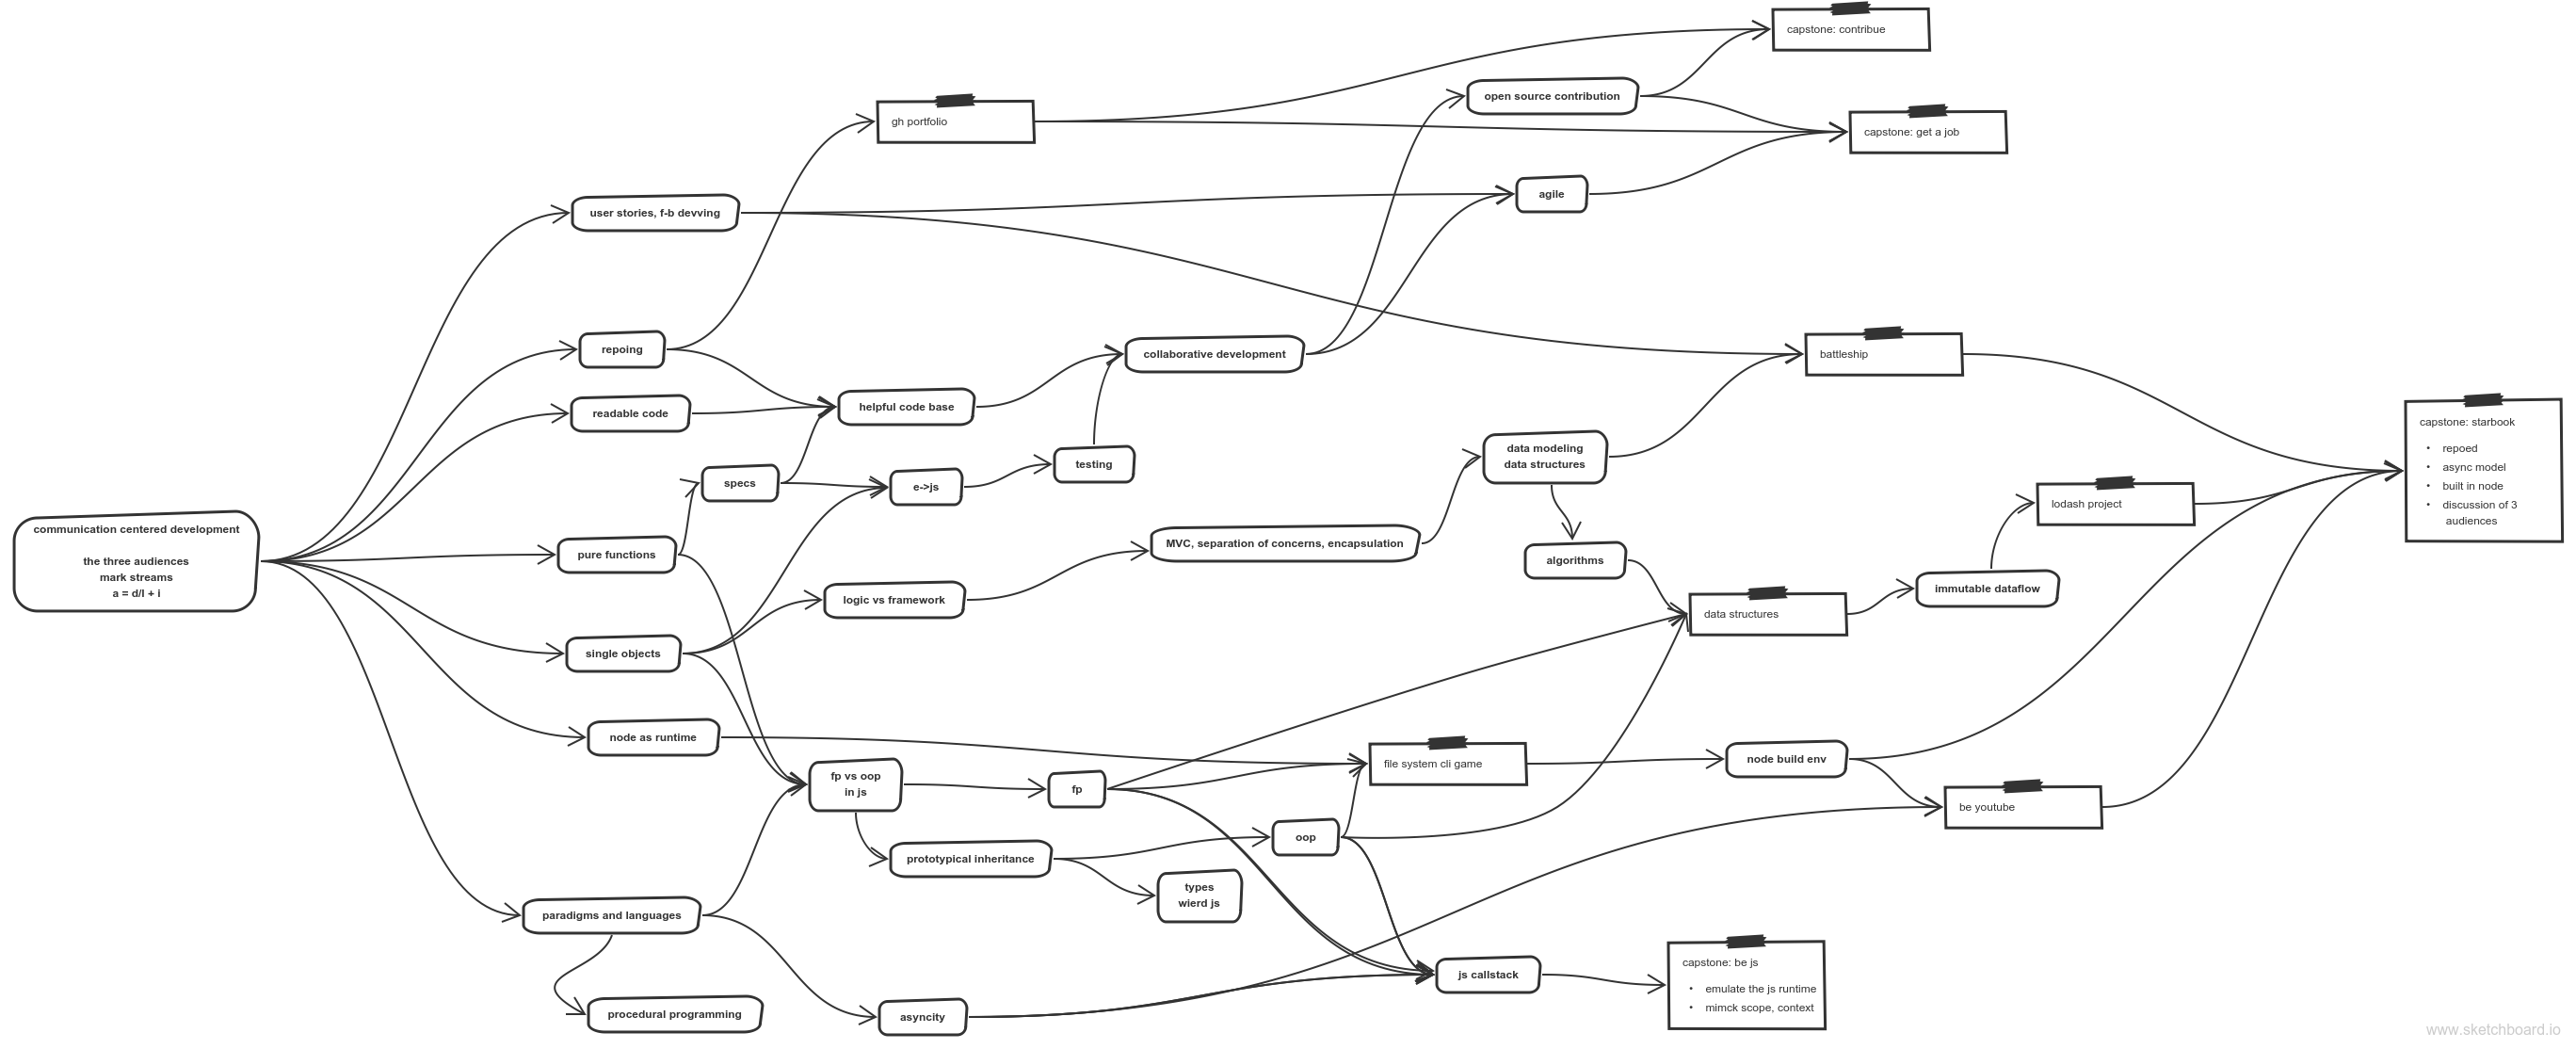 capstone: contribue
open source contribution
gh portfolio
capstone: get a job
agile
user stories, f-b devving
repoing
collaborative development
battleship
readable code
helpful code base
capstone: starbook
• repoed
• async model
• built in node
• discussion of 3
audiences
data modeling
data structures
testing
specs
e->js
lodash project
communication centered development
the three audiences
mark streams
a = d/l + i
pure functions
MVC, separation of concerns, encapsulation
algorithms
immutable dataflow
logic vs framework
data structures
single objects
node as runtime
fp vs oop
in js
fp
file system cli game
node build env
be youtube
oop
prototypical inheritance
types
wierd js
paradigms and languages
js callstack
capstone: be js
• emulate the js runtime
• mimck scope, context
procedural programming
asyncity
www.sketchboard.io